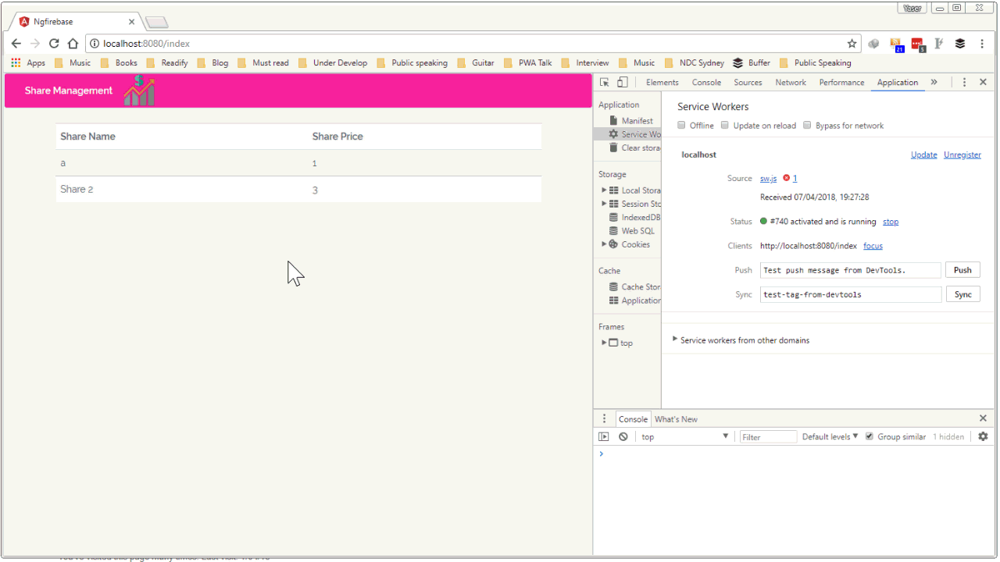 Yaser
Ngfirebase
localhost:8080/index
21
5
Apps Music Books Readify Blog Must read Under Develop Public speaking Guitar PWA Talk Interview Music NDC Sydney Buffer Public Speaking
Share Management
Share Name Share Price
a 1
Share 2 3
Elements Console Sources Network Performance Application
Application
Manifest
Service Wo
Clear stora
Storage
Local Stora
Session Sto
IndexedDB
Web SQL
Cookies
Cache
Cache Stor
Application
Frames
top
Service Workers
Offline Update on reload Bypass for network
localhost Update Unregister
Source sw.js 1
Received 07/04/2018, 19:27:28
Status #740 activated and is running stop
Clients http://localhost:8080/index focus
Push Test push message from DevTools. Push
Sync test-tag-from-devtools Sync
Service workers from other domains
Console What's New
top Filter Default levels Group similar 1 hidden